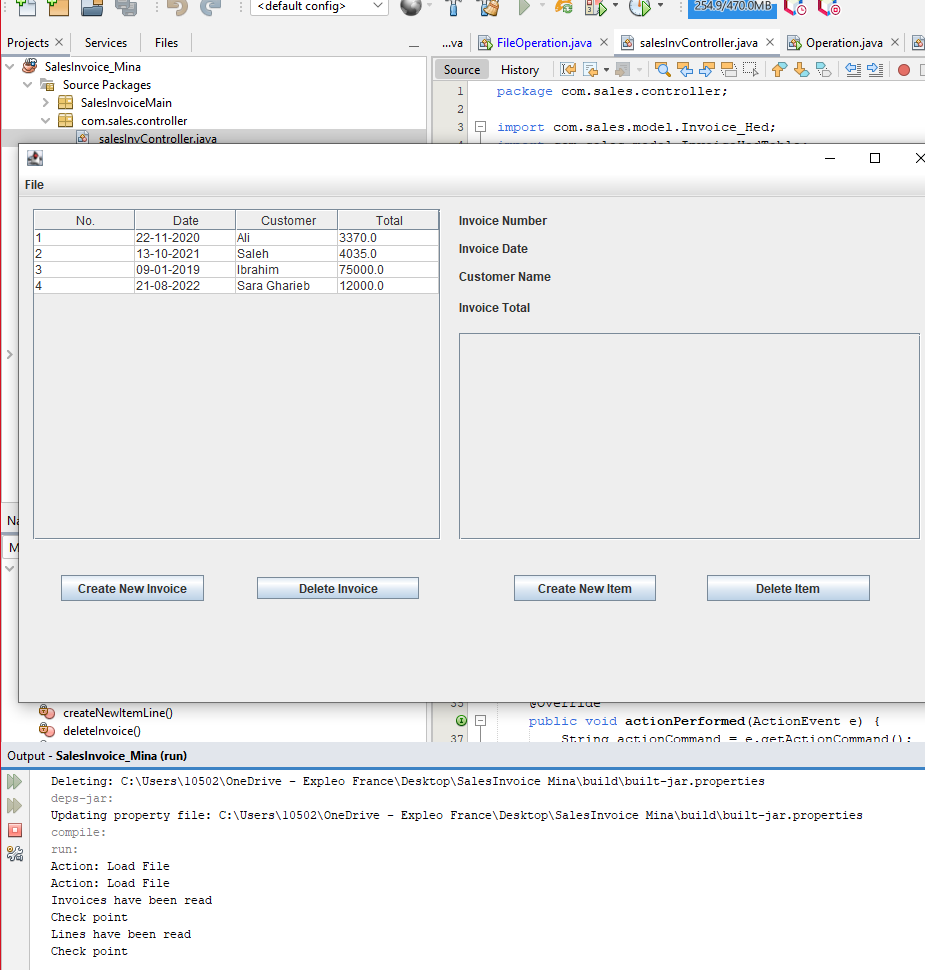 <default config>
254.9/470.0MB
Projects
Services
Files
...va
FileOperation.java
salesInvController.java
Operation.java
SalesInvoice_Mina
Source Packages
SalesInvoiceMain
com.sales.controller
salesInvController.java
Source
History
1 package com.sales.controller;
2
3 import com.sales.model.Invoice_Hed;
File
No. Date Customer Total
1 22-11-2020 Ali 3370.0
2 13-10-2021 Saleh 4035.0
3 09-01-2019 Ibrahim 75000.0
4 21-08-2022 Sara Gharieb 12000.0
Invoice Number
Invoice Date
Customer Name
Invoice Total
Create New Invoice
Delete Invoice
Create New Item
Delete Item
createNewItemLine()
deleteInvoice()
@Override
public void actionPerformed(ActionEvent e) {
37 String actionCommand = e.getActionCommand();
Output - SalesInvoice_Mina (run)
Deleting: C:\Users\10502\OneDrive - Expleo France\Desktop\SalesInvoice Mina\build\built-jar.properties
deps-jar:
Updating property file: C:\Users\10502\OneDrive - Expleo France\Desktop\SalesInvoice Mina\build\built-jar.properties
compile:
run:
Action: Load File
Action: Load File
Invoices have been read
Check point
Lines have been read
Check point